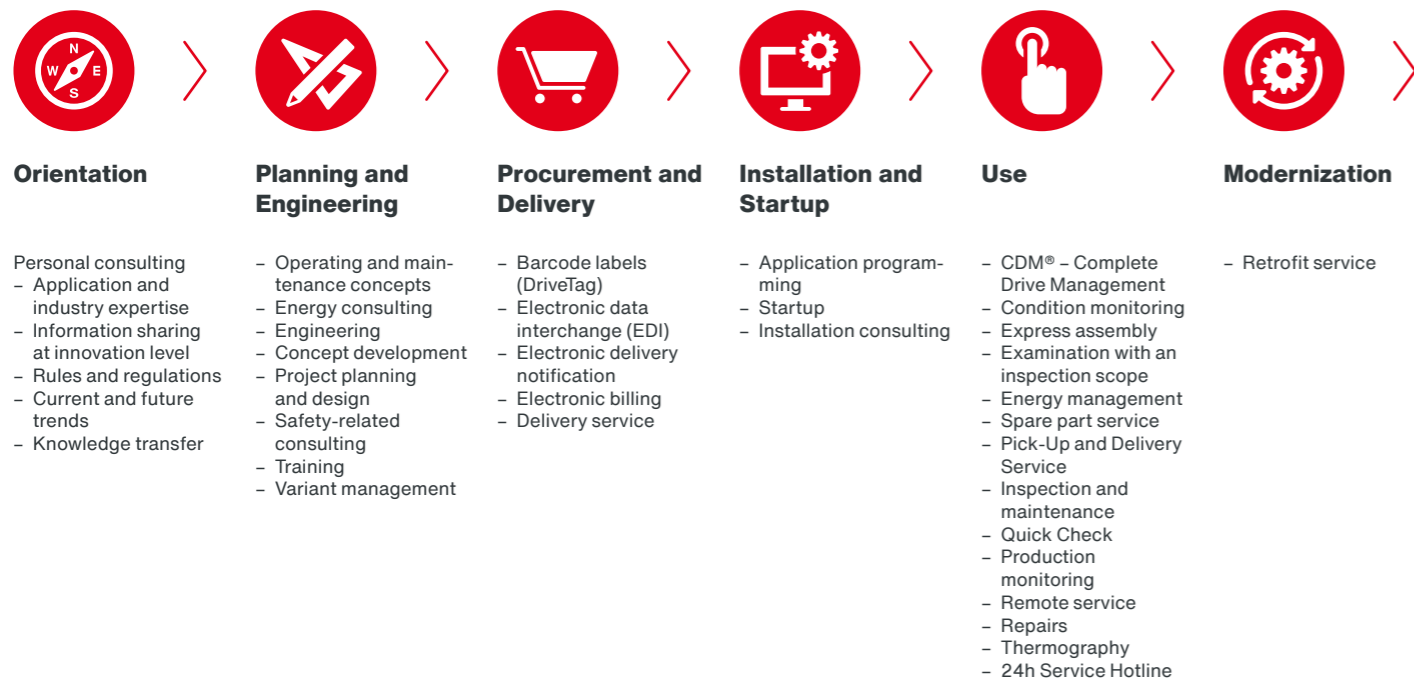 N
W E
S
Orientation
Personal consulting
– Application and
industry expertise
– Information sharing
at innovation level
– Rules and regulations
– Current and future
trends
– Knowledge transfer
Planning and
Engineering
– Operating and main-
tenance concepts
– Energy consulting
– Engineering
– Concept development
– Project planning
and design
– Safety-related
consulting
– Training
– Variant management
Procurement and
Delivery
– Barcode labels
(DriveTag)
– Electronic data
interchange (EDI)
– Electronic delivery
notification
– Electronic billing
– Delivery service
Installation and
Startup
– Application program-
ming
– Startup
– Installation consulting
Use
– CDM® – Complete
Drive Management
– Condition monitoring
– Express assembly
– Examination with an
inspection scope
– Energy management
– Spare part service
– Pick-Up and Delivery
Service
– Inspection and
maintenance
– Quick Check
– Production
monitoring
– Remote service
– Repairs
– Thermography
– 24h Service Hotline
Modernization
– Retrofit service